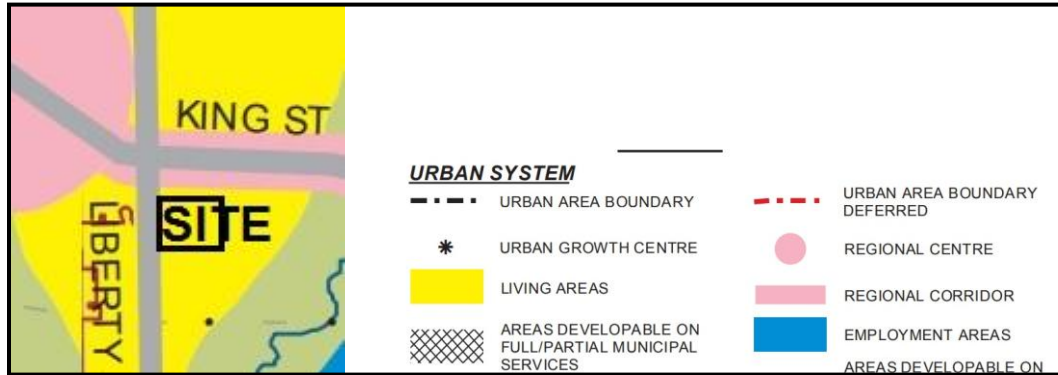 KING ST
SITE
LIBERTY
URBAN SYSTEM
URBAN AREA BOUNDARY
URBAN GROWTH CENTRE
LIVING AREAS
AREAS DEVELOPABLE ON
FULL/PARTIAL MUNICIPAL
SERVICES
URBAN AREA BOUNDARY
DEFERRED
REGIONAL CENTRE
REGIONAL CORRIDOR
EMPLOYMENT AREAS
AREAS DEVELOPABLE ON